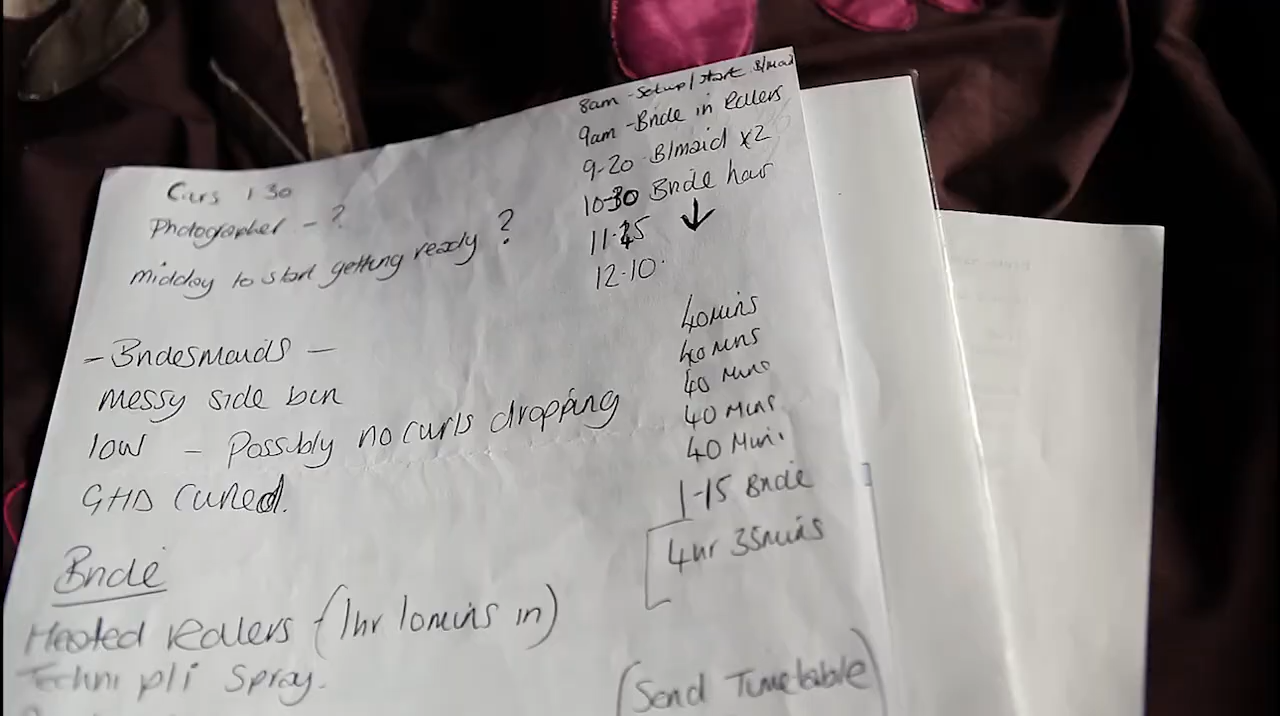 8am - Setup/start B/maid
9am - Bride in Rollers
9-20 B/maid x2
10-30 Bride hair
11-25
12-10
Cars 1 30
Photographer - ?
midday to start getting ready ?
40mins
40mins
40 mins
40 Mins
40 Mins
1-15 Bride
4hr 35mins
- Bridesmaids -
messy side bun
low - Possibly no curls dropping
GHD Curled.
Bride
Heated Rollers (1hr 10mins in)
Techni pli Spray.
(Send Timetable)